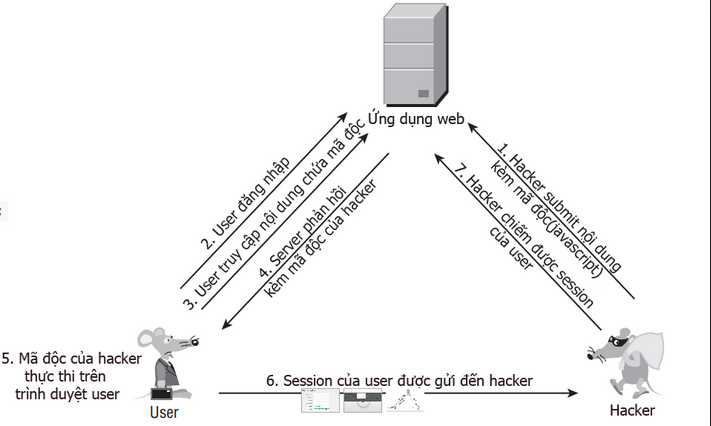 Ứng dụng web
1. Hacker submit nội dung
kèm mã độc(javascript)
2. User đăng nhập
3. User truy cập nội dung chứa mã độc
4. Server phản hồi
kèm mã độc của hacker
7. Hacker chiếm được session
của user
5. Mã độc của hacker
thực thi trên
trình duyệt user
6. Session của user được gửi đến hacker
User
Hacker